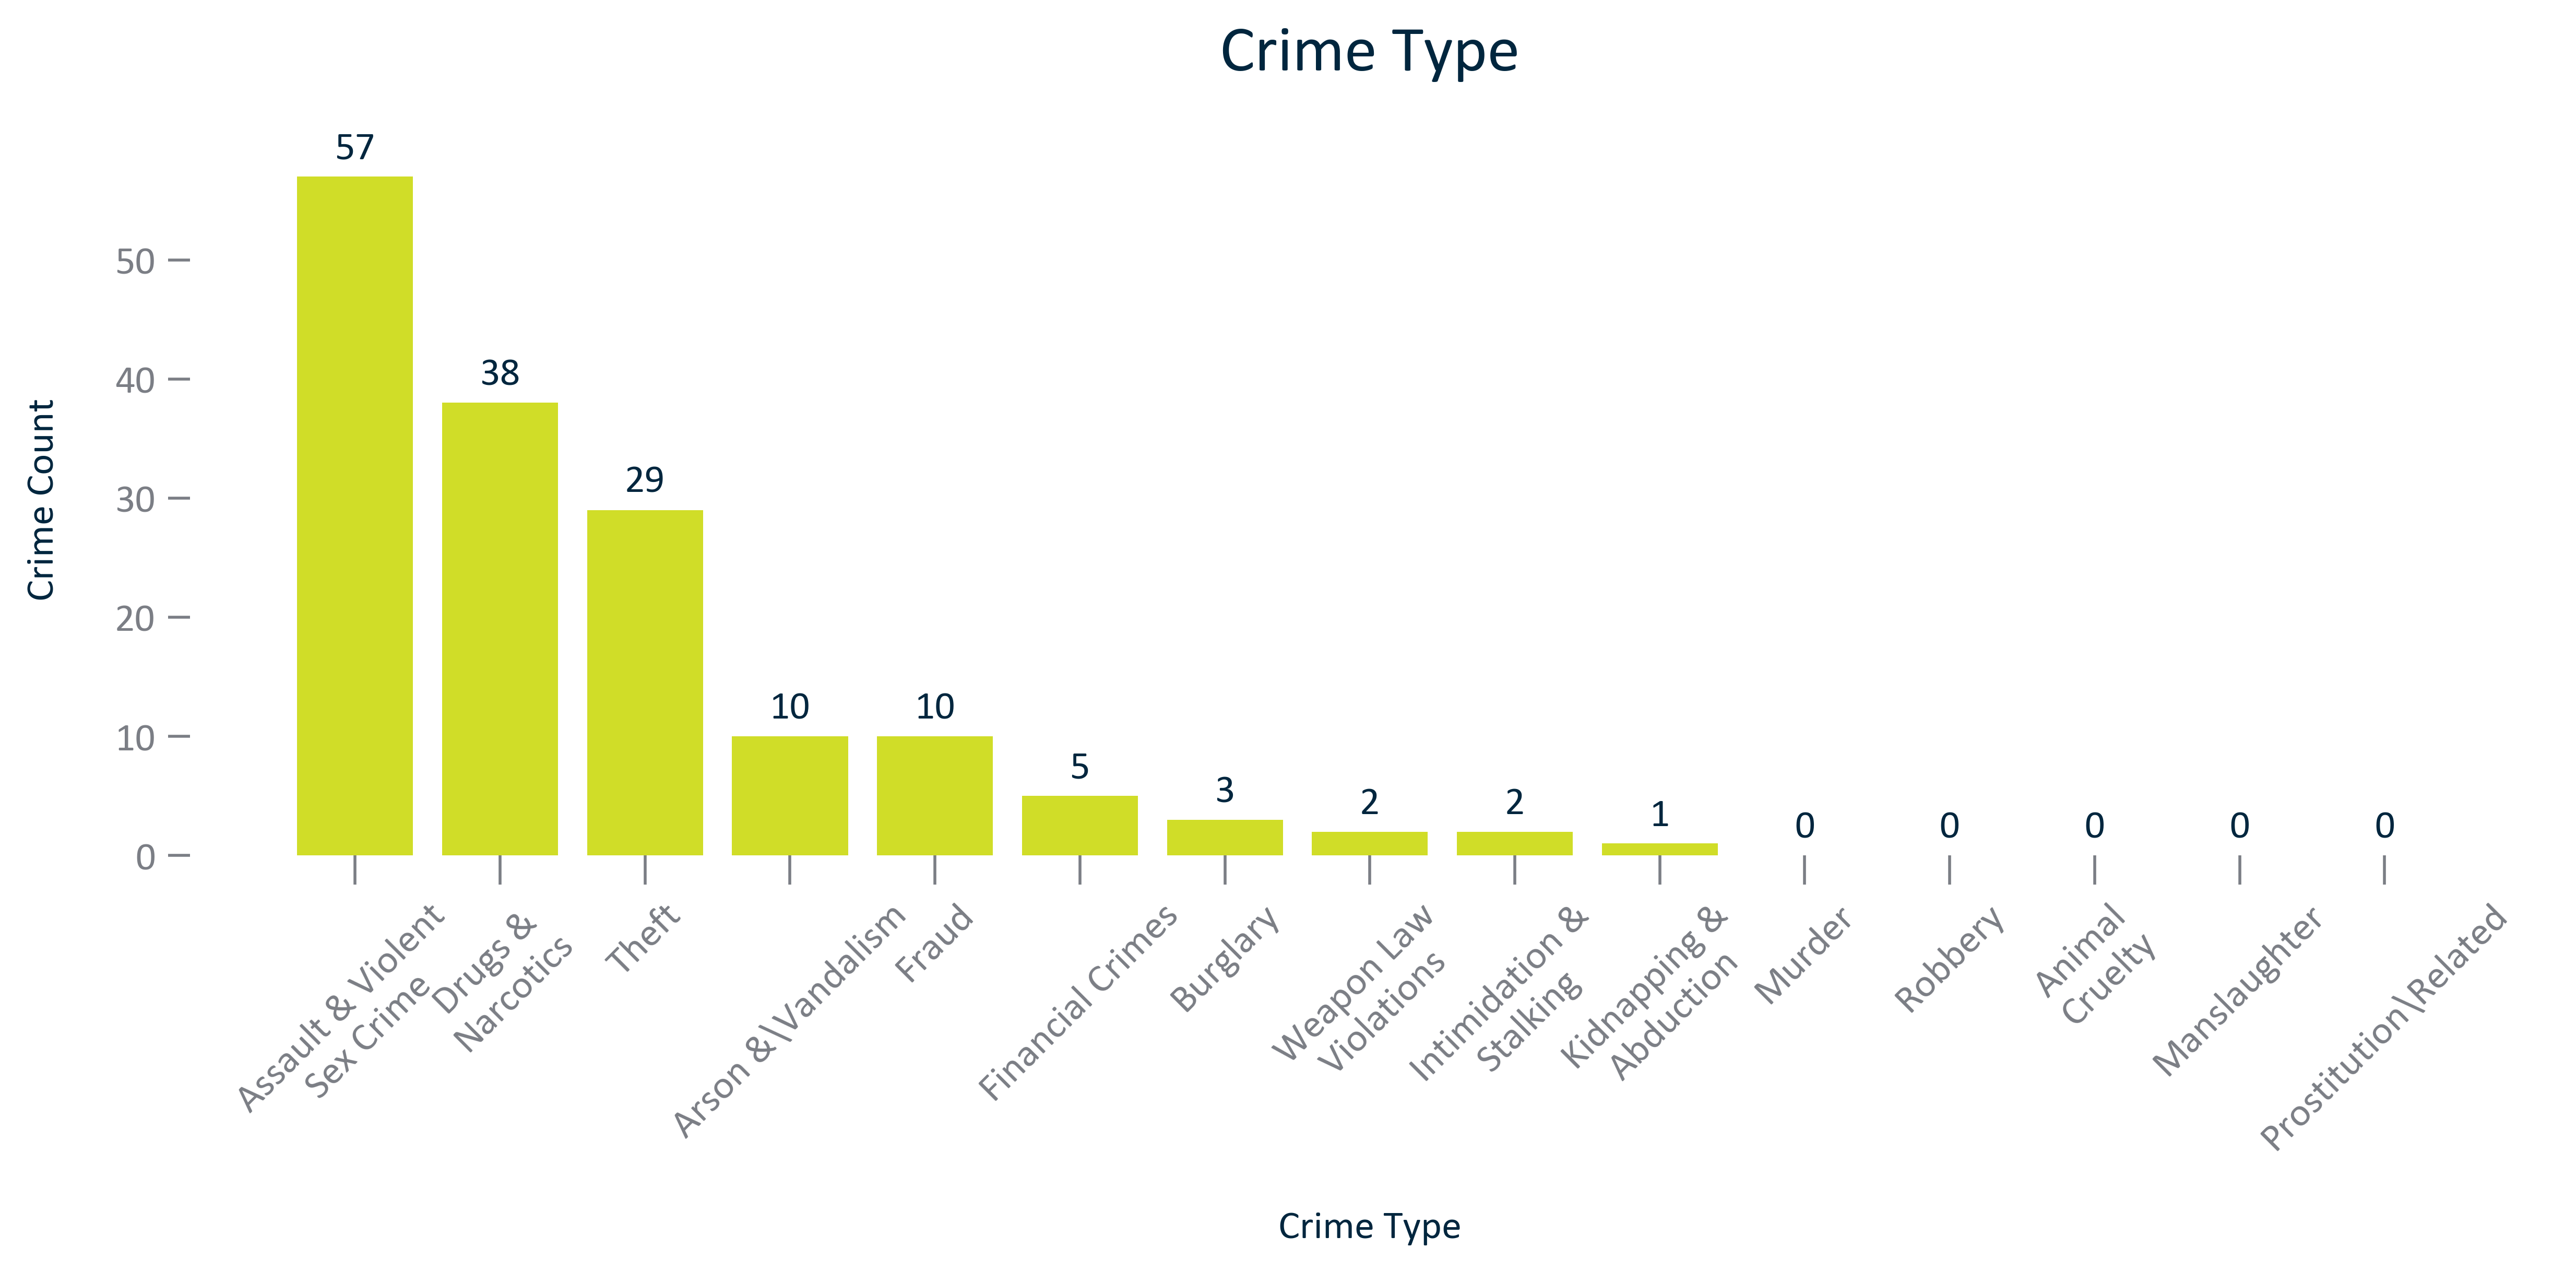 Crime Type
57
38
29
10
10
5
3
2
2
1
0
0
0
0
0
50
40
30
20
10
0
Crime Count
Assault & Violent
Sex Crime
Drugs &
Narcotics
Theft
Arson &\Vandalism
Fraud
Financial Crimes
Burglary
Weapon Law
Violations
Intimidation &
Stalking
Kidnapping &
Abduction
Murder
Robbery
Animal
Cruelty
Manslaughter
Prostitution\Related
Crime Type